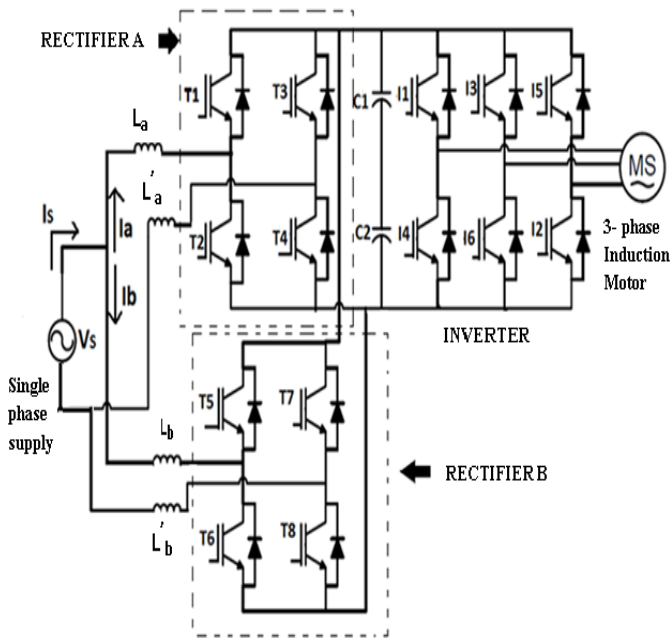 RECTIFIER A
T1
T3
C1
I1
I3
I5
La
L'a
MS
Is
Ia
T2
T4
C2
I4
I6
I2
3- phase
Induction
Motor
Ib
INVERTER
Vs
Single
phase
supply
T5
T7
Lb
RECTIFIER B
L'b
T6
T8